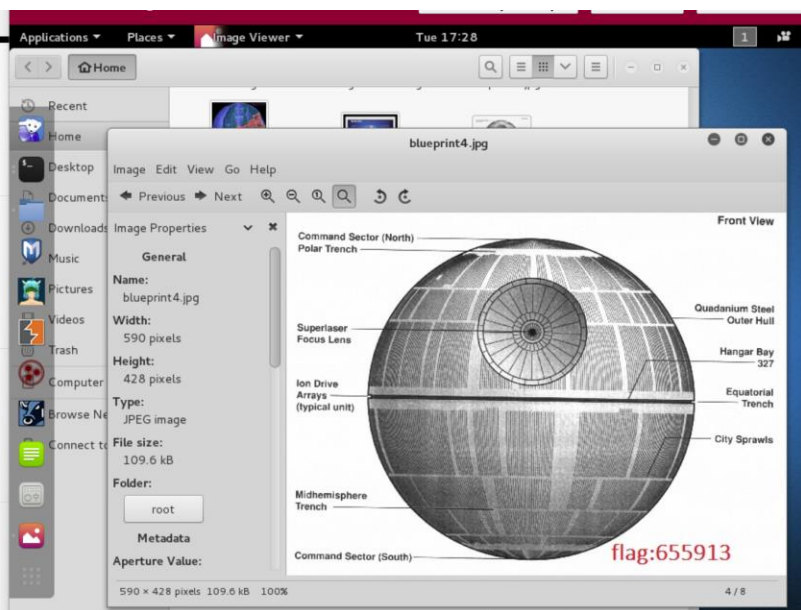 Applications
Places
Image Viewer
Tue 17:28
1
Home
Recent
Home
Desktop
Documents
Downloads
Music
Pictures
Videos
Trash
Computer
Browse Ne
Connect to
blueprint4.jpg
Image Edit View Go Help
Previous Next
Image Properties
General
Name:
blueprint4.jpg
Width:
590 pixels
Height:
428 pixels
Type:
JPEG image
File size:
109.6 kB
Folder:
root
Metadata
Aperture Value:
Front View
Command Sector (North)
Polar Trench
Superlaser
Focus Lens
Ion Drive
Arrays
(typical unit)
Midhemisphere
Trench
Command Sector (South)
Quadanium Steel
Outer Hull
Hangar Bay
327
Equatorial
Trench
City Sprawls
flag:655913
590 × 428 pixels 109.6 kB 100%
4 / 8